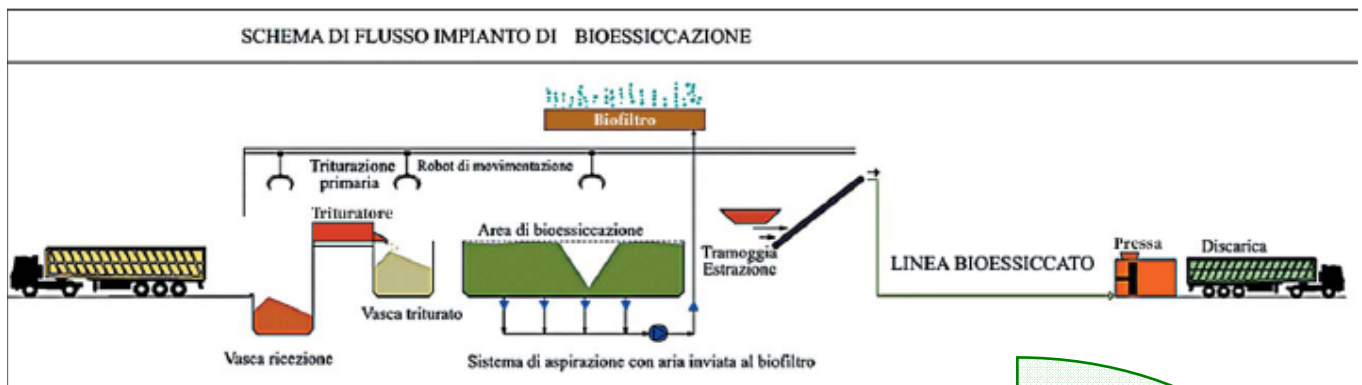 SCHEMA DI FLUSSO IMPIANTO DI BIOESSICCAZIONE
Biofiltro
Triturazione
primaria
Robot di movimentazione
Trituratore
Area di bioessiccazione
Tramoggia
Estrazione
Pressa
Discarica
LINEA BIOESSICCATO
Vasca triturato
Vasca ricezione
Sistema di aspirazione con aria inviata al biofiltro